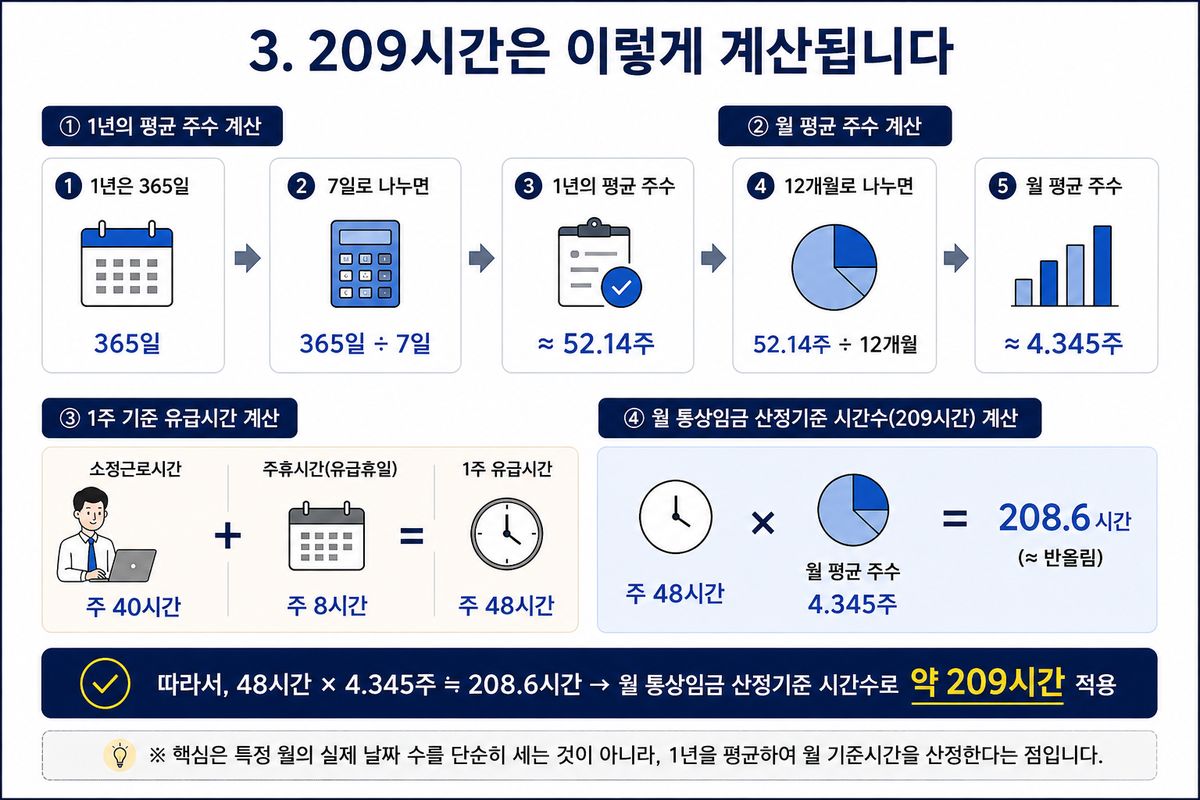 3. 209시간은 이렇게 계산됩니다
① 1년의 평균 주수 계산
② 월 평균 주수 계산
1 1년은 365일
365일
2 7일로 나누면
365일 ÷ 7일
3 1년의 평균 주수
≈ 52.14주
4 12개월로 나누면
52.14주 ÷ 12개월
5 월 평균 주수
≈ 4.345주
③ 1주 기준 유급시간 계산
소정근로시간
주 40시간
+
주휴시간(유급휴일)
주 8시간
=
1주 유급시간
주 48시간
④ 월 통상임금 산정기준 시간수(209시간) 계산
주 48시간
×
월 평균 주수
4.345주
=
208.6시간
(≈ 반올림)
따라서, 48시간 × 4.345주 ≒ 208.6시간 → 월 통상임금 산정기준 시간수로 약 209시간 적용
※ 핵심은 특정 월의 실제 날짜 수를 단순히 세는 것이 아니라, 1년을 평균하여 월 기준시간을 산정한다는 점입니다.